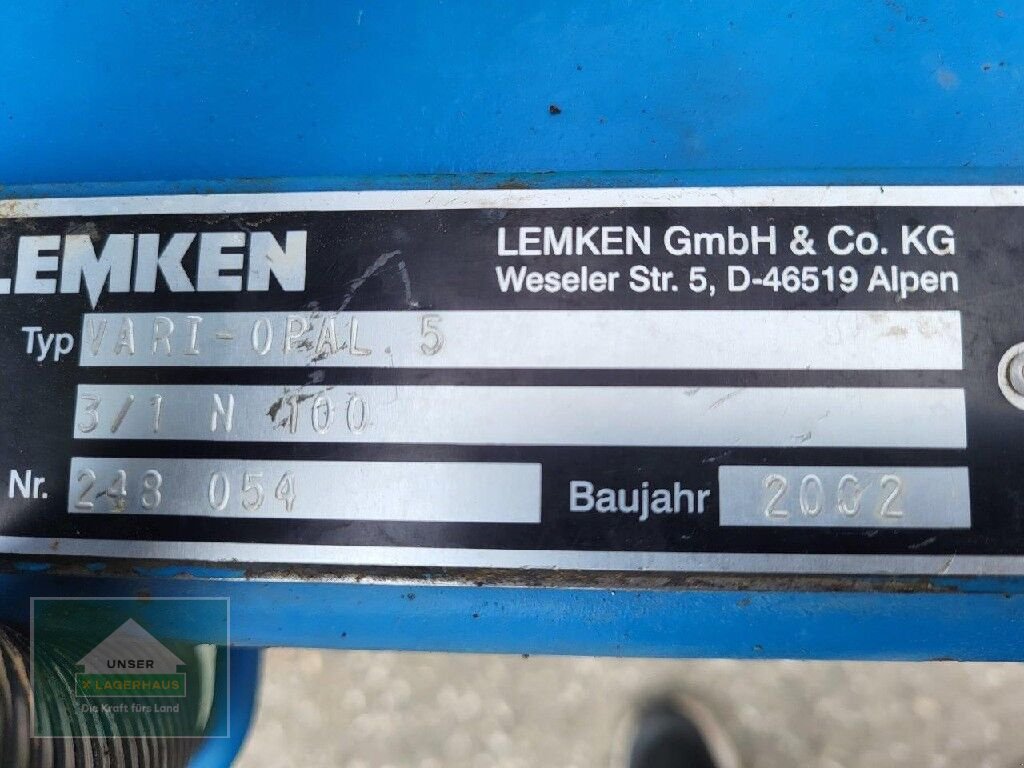 LEMKEN
LEMKEN GmbH & Co. KG
Weseler Str. 5, D-46519 Alpen
Typ VARI-OPAL. 5
3/1 N 100
Nr. 248 054 Baujahr 2002
UNSER
LAGERHAUS
Die Kraft fürs Land